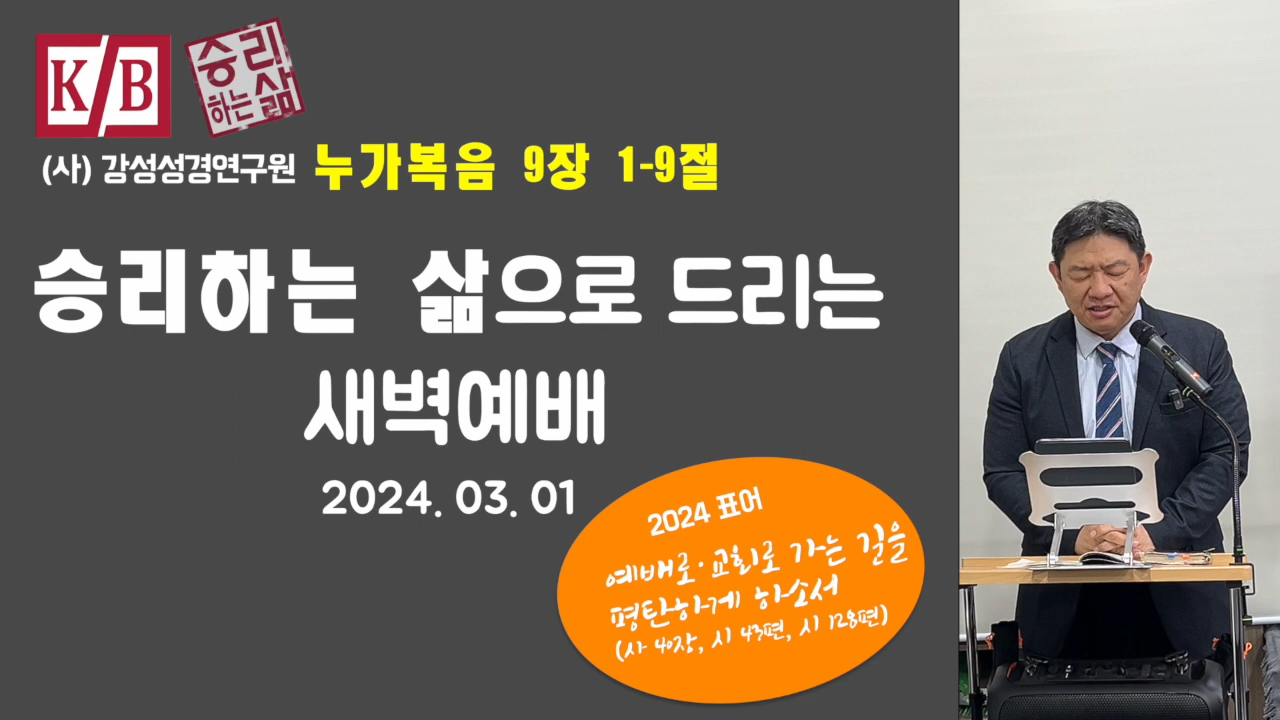 K/B
승리
하는 삶
(사) 강성성경연구원 누가복음 9장 1-9절
승리하는 삶으로 드리는
새벽예배
2024. 03. 01
2024 표어
예배로·교회로 가는 길을
평탄하게 하소서
(사 40장, 시 43편, 시 128편)